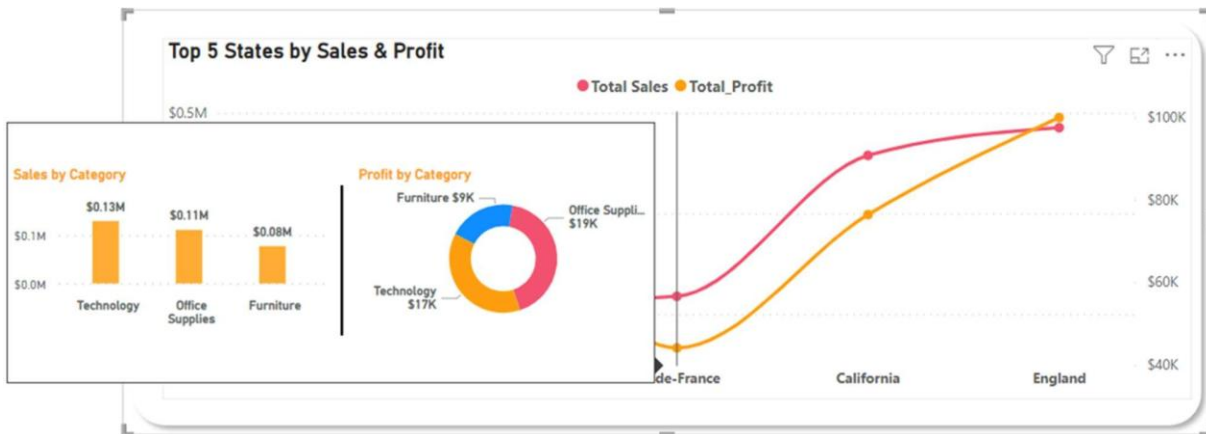 Top 5 States by Sales & Profit
Total Sales Total_Profit
$0.5M
$100K
$80K
$60K
$40K
de-France
California
England
Sales by Category
$0.13M
$0.11M
$0.08M
$0.1M
$0.0M
Technology
Office
Supplies
Furniture
Profit by Category
Furniture $9K
Office Suppli...
$19K
Technology
$17K